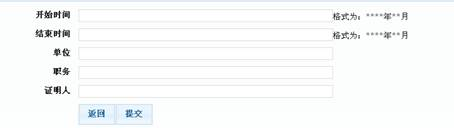 开始时间 格式为：****年**月
结束时间 格式为：****年**月
单位
职务
证明人
返回 提交